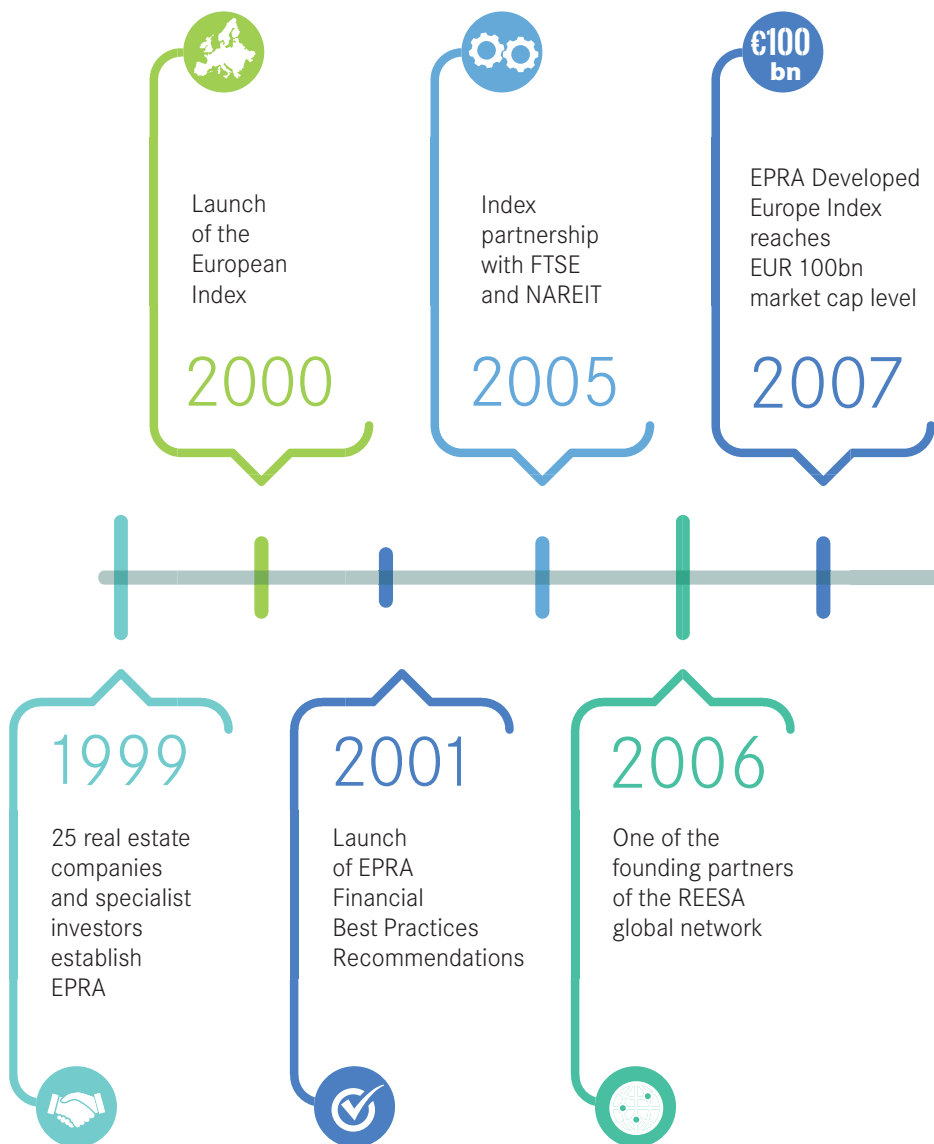 Launch
of the
European
Index
2000
Index
partnership
with FTSE
and NAREIT
2005
€100
bn
EPRA Developed
Europe Index
reaches
EUR 100bn
market cap level
2007
1999
25 real estate
companies
and specialist
investors
establish
EPRA
2001
Launch
of EPRA
Financial
Best Practices
Recommendations
2006
One of the
founding partners
of the REESA
global network